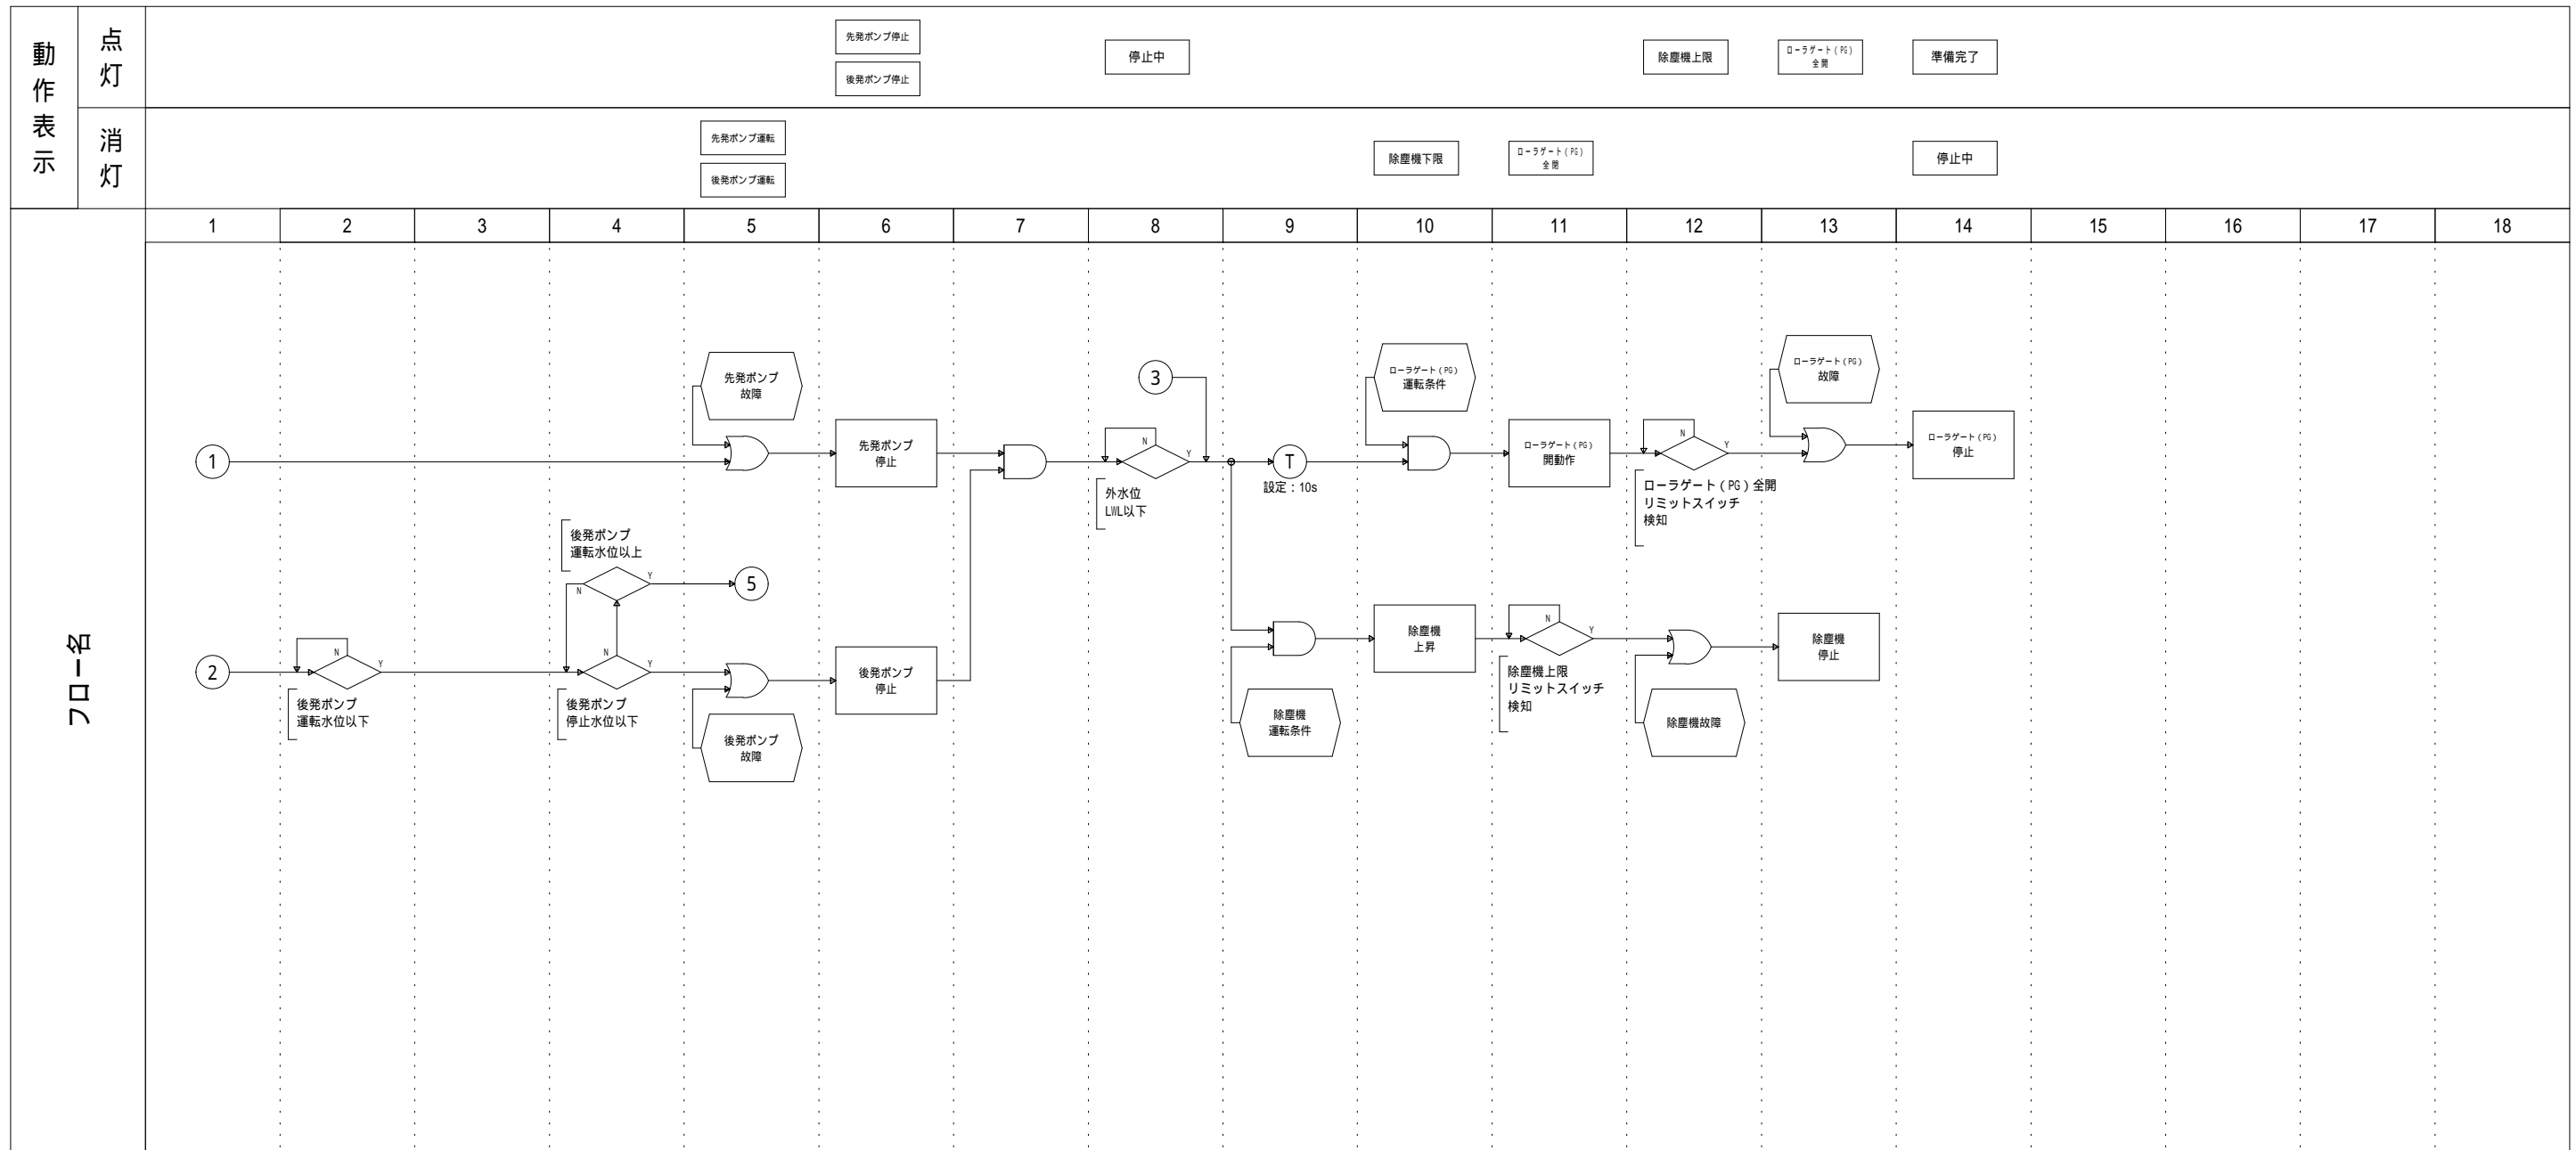 動作表示
点灯
先発ポンプ停止
後発ポンプ停止
停止中
除塵機上限
ローラゲート(PG)
全開
準備完了
消灯
先発ポンプ運転
後発ポンプ運転
除塵機下限
ローラゲート(PG)
全閉
停止中
1 2 3 4 5 6 7 8 9 10 11 12 13 14 15 16 17 18
フロー名
1
先発ポンプ
故障
先発ポンプ
停止
3
N
Y
外水位
LWL以下
T
設定:10s
ローラゲート(PG)
運転条件
ローラゲート(PG)
開動作
N
Y
ローラゲート(PG)全開
リミットスイッチ
検知
ローラゲート(PG)
故障
ローラゲート(PG)
停止
後発ポンプ
運転水位以上
N
Y
5
2
N
Y
後発ポンプ
運転水位以下
N
Y
後発ポンプ
停止水位以下
後発ポンプ
故障
後発ポンプ
停止
除塵機
運転条件
除塵機
上昇
N
Y
除塵機上限
リミットスイッチ
検知
除塵機故障
除塵機
停止